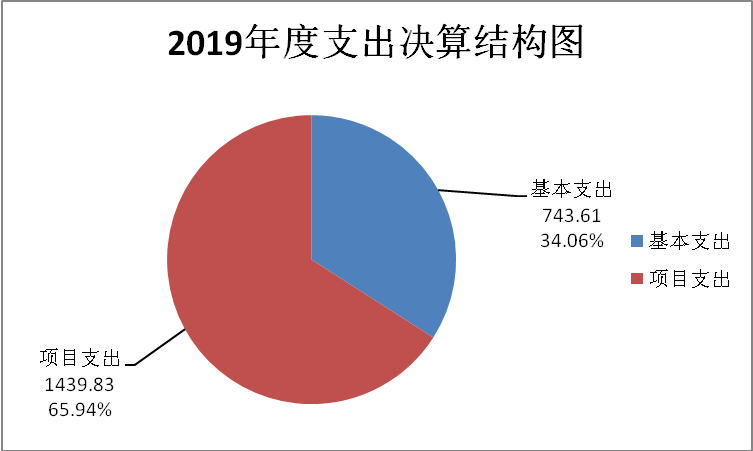 2019年度支出决算结构图
基本支出
743.61
34.06%
基本支出
项目支出
项目支出
1439.83
65.94%